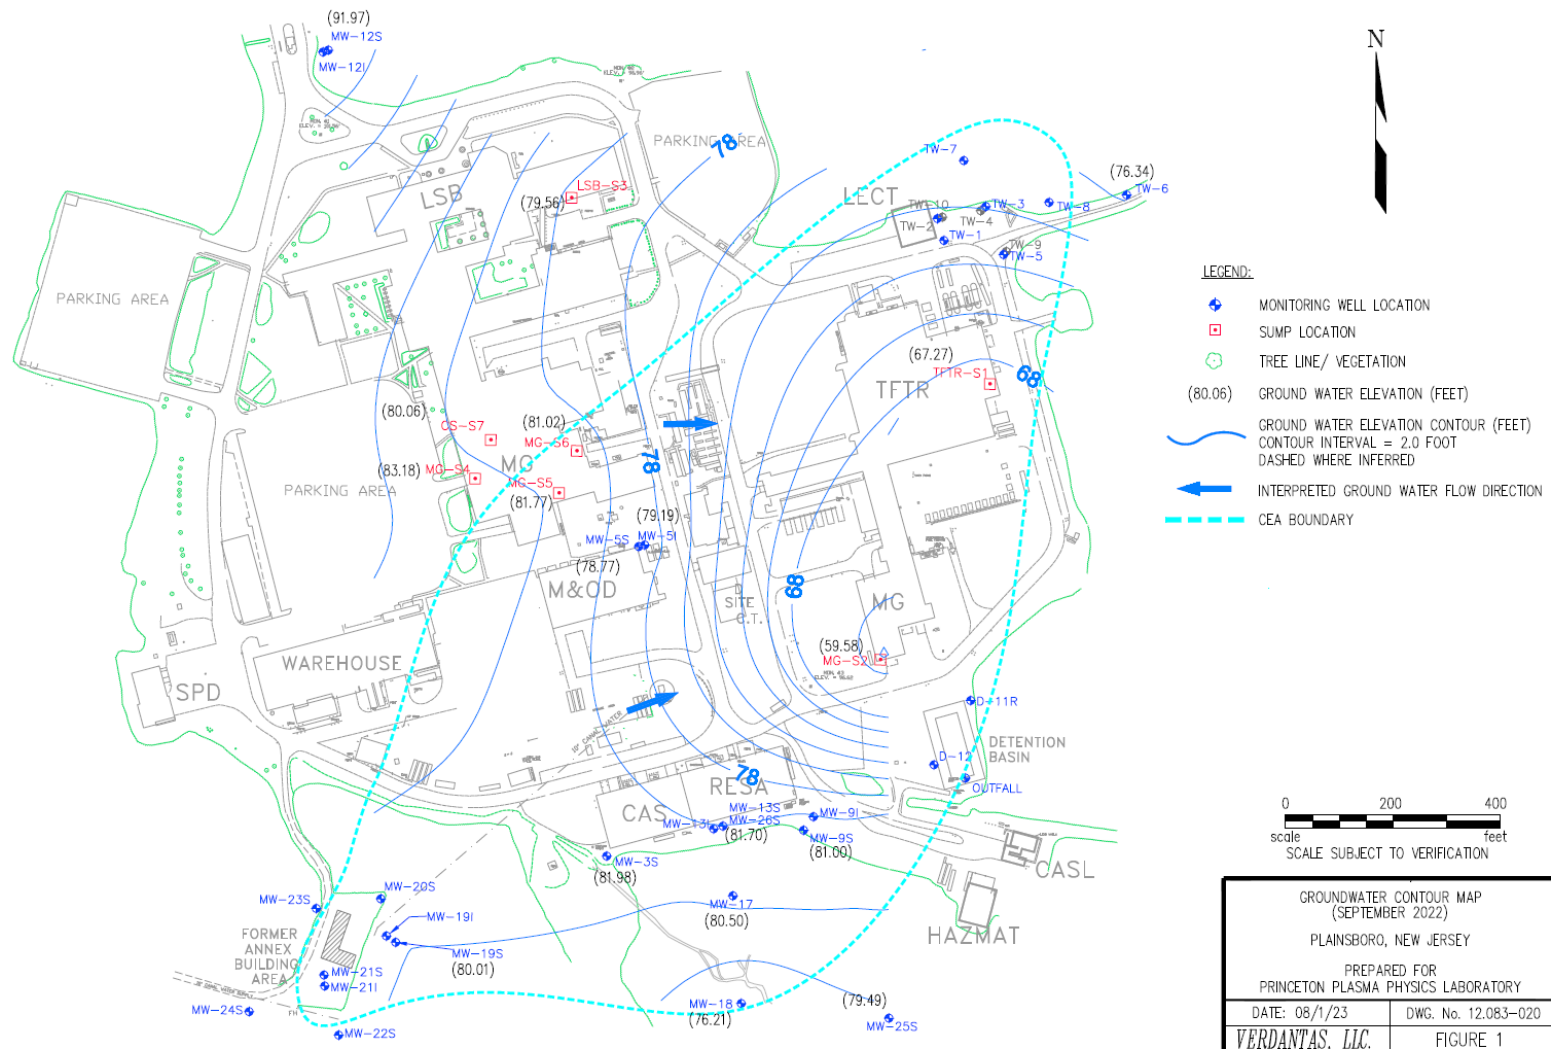 (91.97)
MW-12S
MW-12I
N
PARKING AREA
78
TW-7
(76.34)
TW-6
LSB
LSB-S3
(79.56)
LECT
TW-10
TW-3
TW-8
TW-2
TW-4
TW-1
TW-9
TW-5
PARKING AREA
LEGEND:
MONITORING WELL LOCATION
SUMP LOCATION
TREE LINE/ VEGETATION
(80.06) GROUND WATER ELEVATION (FEET)
GROUND WATER ELEVATION CONTOUR (FEET)
CONTOUR INTERVAL = 2.0 FOOT
DASHED WHERE INFERRED
INTERPRETED GROUND WATER FLOW DIRECTION
CEA BOUNDARY
(67.27)
TFTR-S1
68
TFTR
(80.06)
CS-S7
(81.02)
MG-S6
MG
78
(83.18)
MG-S4
MG-S5
(81.77)
PARKING AREA
(79.19)
MW-5S
MW-5I
(78.77)
M&OD
D
SITE
C.T.
68
MG
(59.58)
MG-S2
WAREHOUSE
SPD
10" CANAL WATER
D-11R
DETENTION
BASIN
D-12
OUTFALL
78
RESA
CAS
MW-13S
MW-13I
MW-26S
(81.70)
MW-9I
MW-9S
(81.00)
MW-3S
(81.98)
CASL
0 200 400
scale feet
SCALE SUBJECT TO VERIFICATION
MW-20S
MW-23S
MW-17
(80.50)
MW-19I
MW-19S
(80.01)
FORMER
ANNEX
BUILDING
AREA
HAZMAT
MW-21S
MW-21I
MW-24S
FH
MW-22S
MW-18
(76.21)
(79.49)
MW-25S
GROUNDWATER CONTOUR MAP
(SEPTEMBER 2022)
PLAINSBORO, NEW JERSEY
PREPARED FOR
PRINCETON PLASMA PHYSICS LABORATORY
DATE: 08/1/23 DWG. No. 12.083-020
VERDANTAS, LLC. FIGURE 1